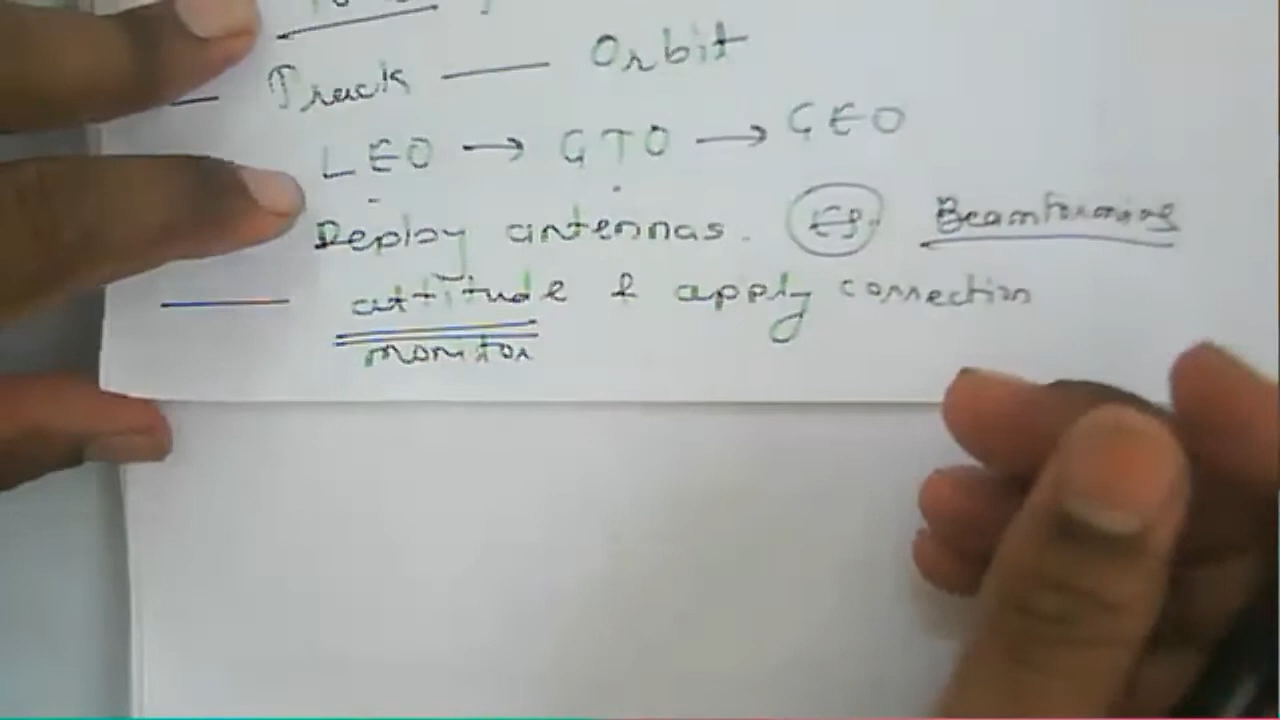 Track — Orbit
LEO → GTO → GEO
Deploy antennas. Eg. Beamforming
— attitude & apply correction
monitor